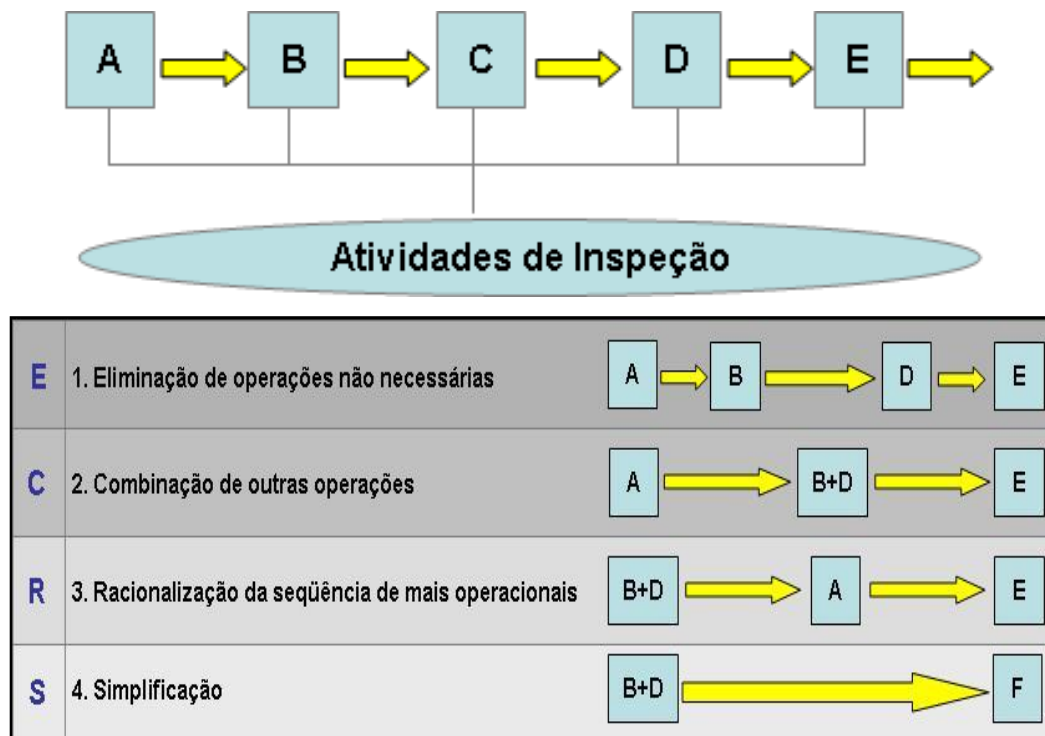 A B C D E
Atividades de Inspeção
E 1. Eliminação de operações não necessárias A B D E
C 2. Combinação de outras operações A B+D E
R 3. Racionalização da seqüência de mais operacionais B+D A E
S 4. Simplificação B+D F